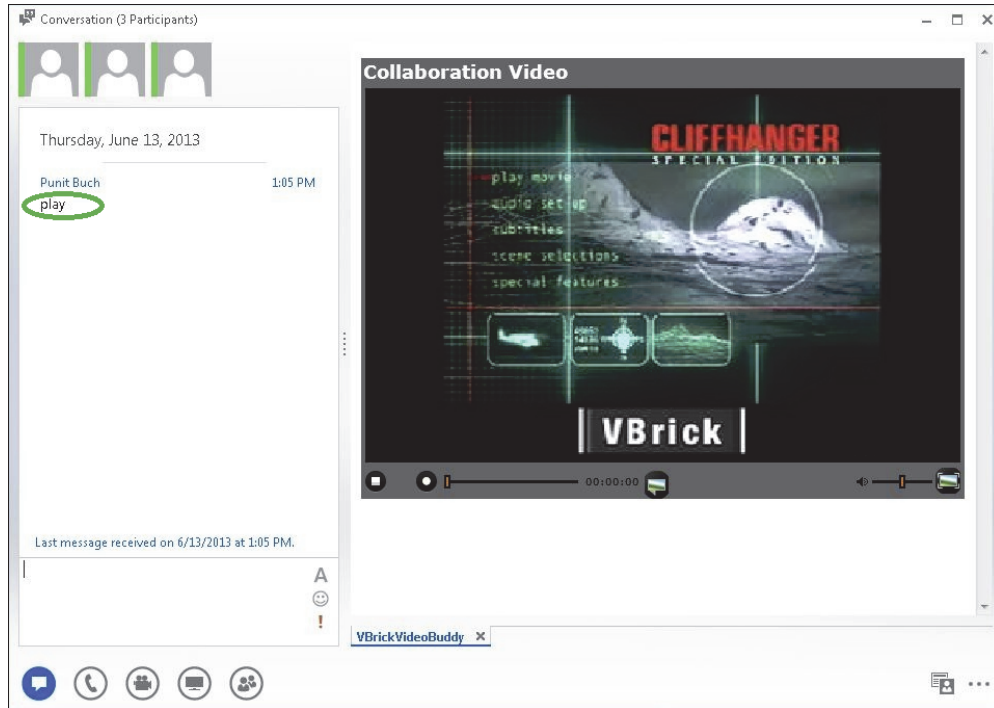 Conversation (3 Participants)
Thursday, June 13, 2013
Punit Buch 1:05 PM
play
Last message received on 6/13/2013 at 1:05 PM.
A
!
Collaboration Video
CLIFFHANGER
SPECIAL EDITION
play movie
audio set up
subtitles
scene selections
special features
VBrick
00:00:00
VBrickVideoBuddy